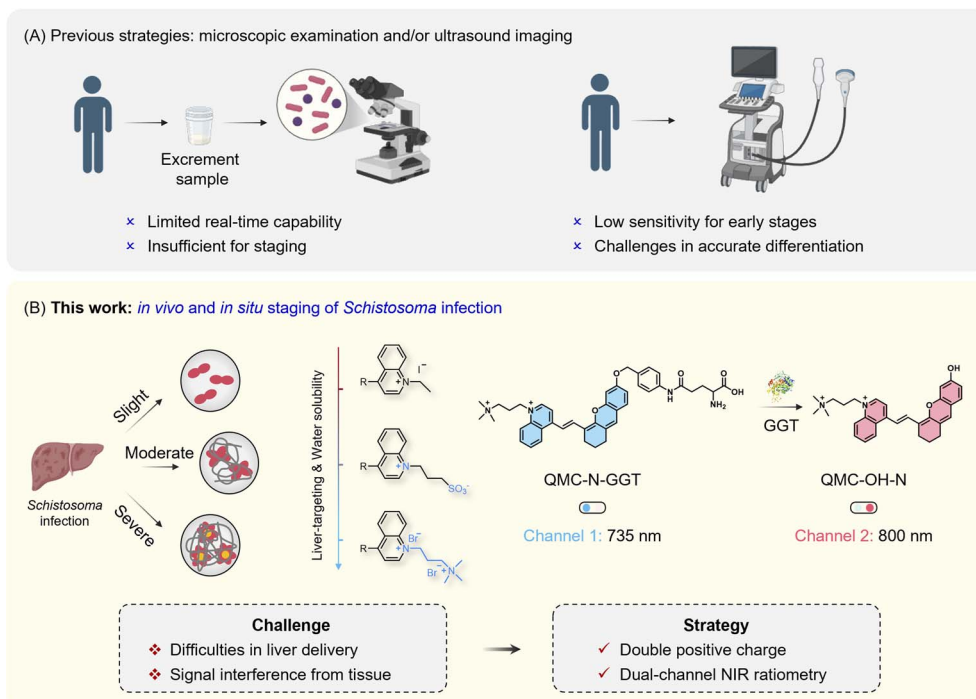 (A) Previous strategies: microscopic examination and/or ultrasound imaging
Excrement
sample
× Limited real-time capability
× Insufficient for staging
× Low sensitivity for early stages
× Challenges in accurate differentiation
(B) This work: in vivo and in situ staging of Schistosoma infection
Slight
Moderate
Severe
Schistosoma
infection
Liver-targeting & Water solubility
R
N
+
I⁻
R
+N
SO₃⁻
R
+N
Br⁻
Br⁻
+N
N
+
N
+
O
O
N
H
O
NH₂
OH
O
QMC-N-GGT
Channel 1: 735 nm
GGT
N
+
N
+
O
OH
QMC-OH-N
Channel 2: 800 nm
Challenge
❖ Difficulties in liver delivery
❖ Signal interference from tissue
Strategy
✓ Double positive charge
✓ Dual-channel NIR ratiometry